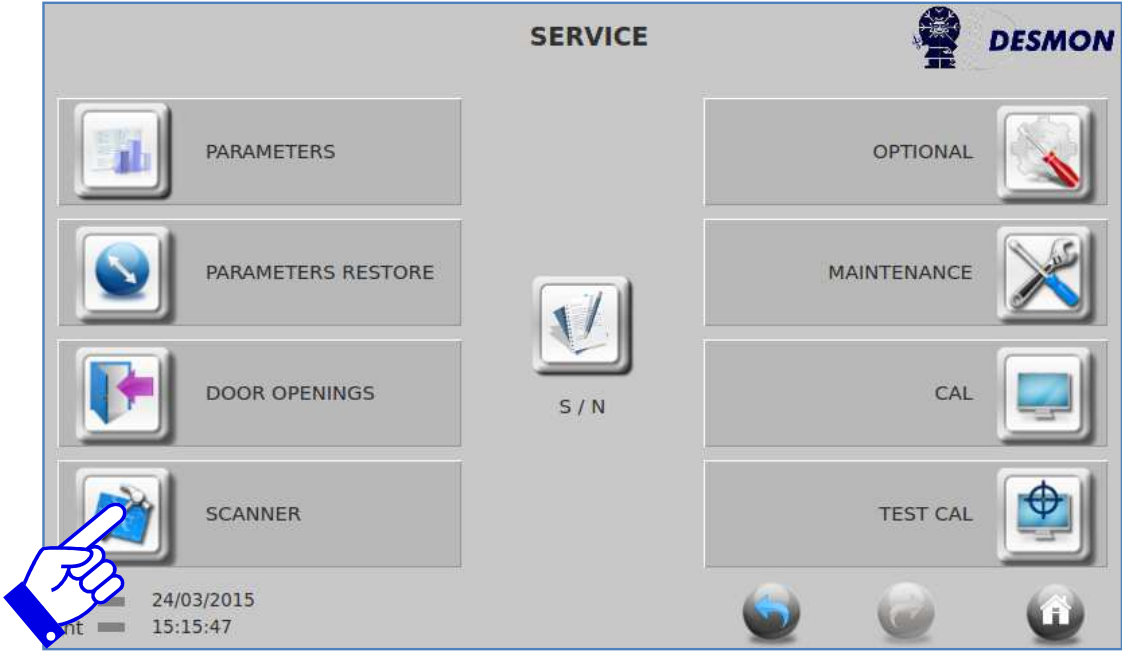 SERVICE
DESMON
PARAMETERS
OPTIONAL
PARAMETERS RESTORE
MAINTENANCE
DOOR OPENINGS
S / N
CAL
SCANNER
TEST CAL
24/03/2015
15:15:47